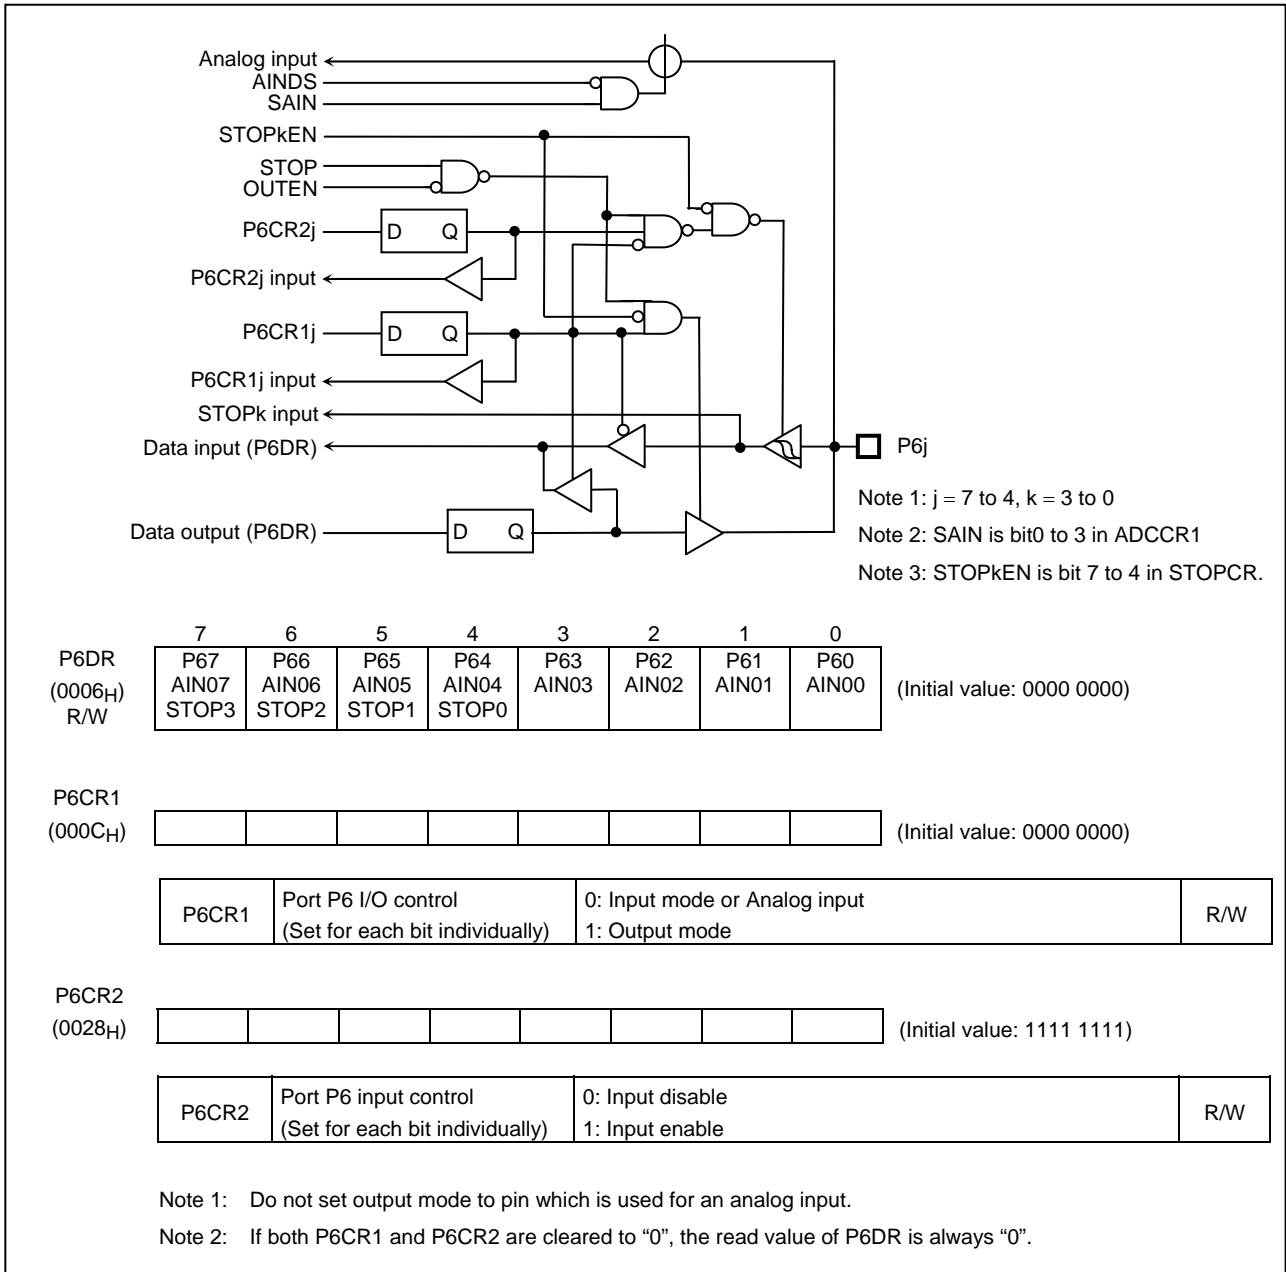 Analog input
AINDS
SAIN
STOPkEN
STOP
OUTEN
P6CR2j
D Q
P6CR2j input
P6CR1j
D Q
P6CR1j input
STOPk input
Data input (P6DR)
P6j
Data output (P6DR)
D Q
Note 1: j = 7 to 4, k = 3 to 0
Note 2: SAIN is bit0 to 3 in ADCCR1
Note 3: STOPkEN is bit 7 to 4 in STOPCR.
7 6 5 4 3 2 1 0
P6DR
(0006H)
R/W
P67 P66 P65 P64 P63 P62 P61 P60
AIN07 AIN06 AIN05 AIN04 AIN03 AIN02 AIN01 AIN00
STOP3 STOP2 STOP1 STOP0
(Initial value: 0000 0000)
P6CR1
(000CH)
(Initial value: 0000 0000)
P6CR1
Port P6 I/O control
(Set for each bit individually)
0: Input mode or Analog input
1: Output mode
R/W
P6CR2
(0028H)
(Initial value: 1111 1111)
P6CR2
Port P6 input control
(Set for each bit individually)
0: Input disable
1: Input enable
R/W
Note 1: Do not set output mode to pin which is used for an analog input.
Note 2: If both P6CR1 and P6CR2 are cleared to “0”, the read value of P6DR is always “0”.